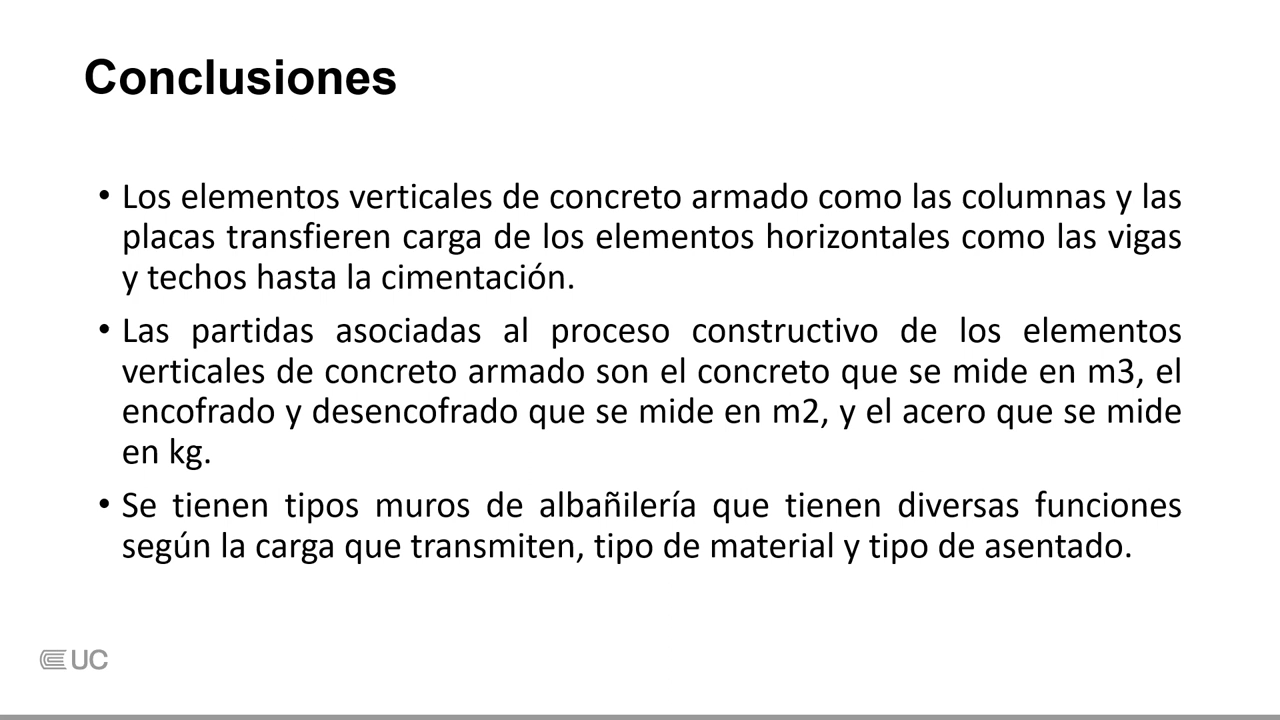 Conclusiones
• Los elementos verticales de concreto armado como las columnas y las
placas transfieren carga de los elementos horizontales como las vigas
y techos hasta la cimentación.
• Las partidas asociadas al proceso constructivo de los elementos
verticales de concreto armado son el concreto que se mide en m3, el
encofrado y desencofrado que se mide en m2, y el acero que se mide
en kg.
• Se tienen tipos muros de albañilería que tienen diversas funciones
según la carga que transmiten, tipo de material y tipo de asentado.
UC